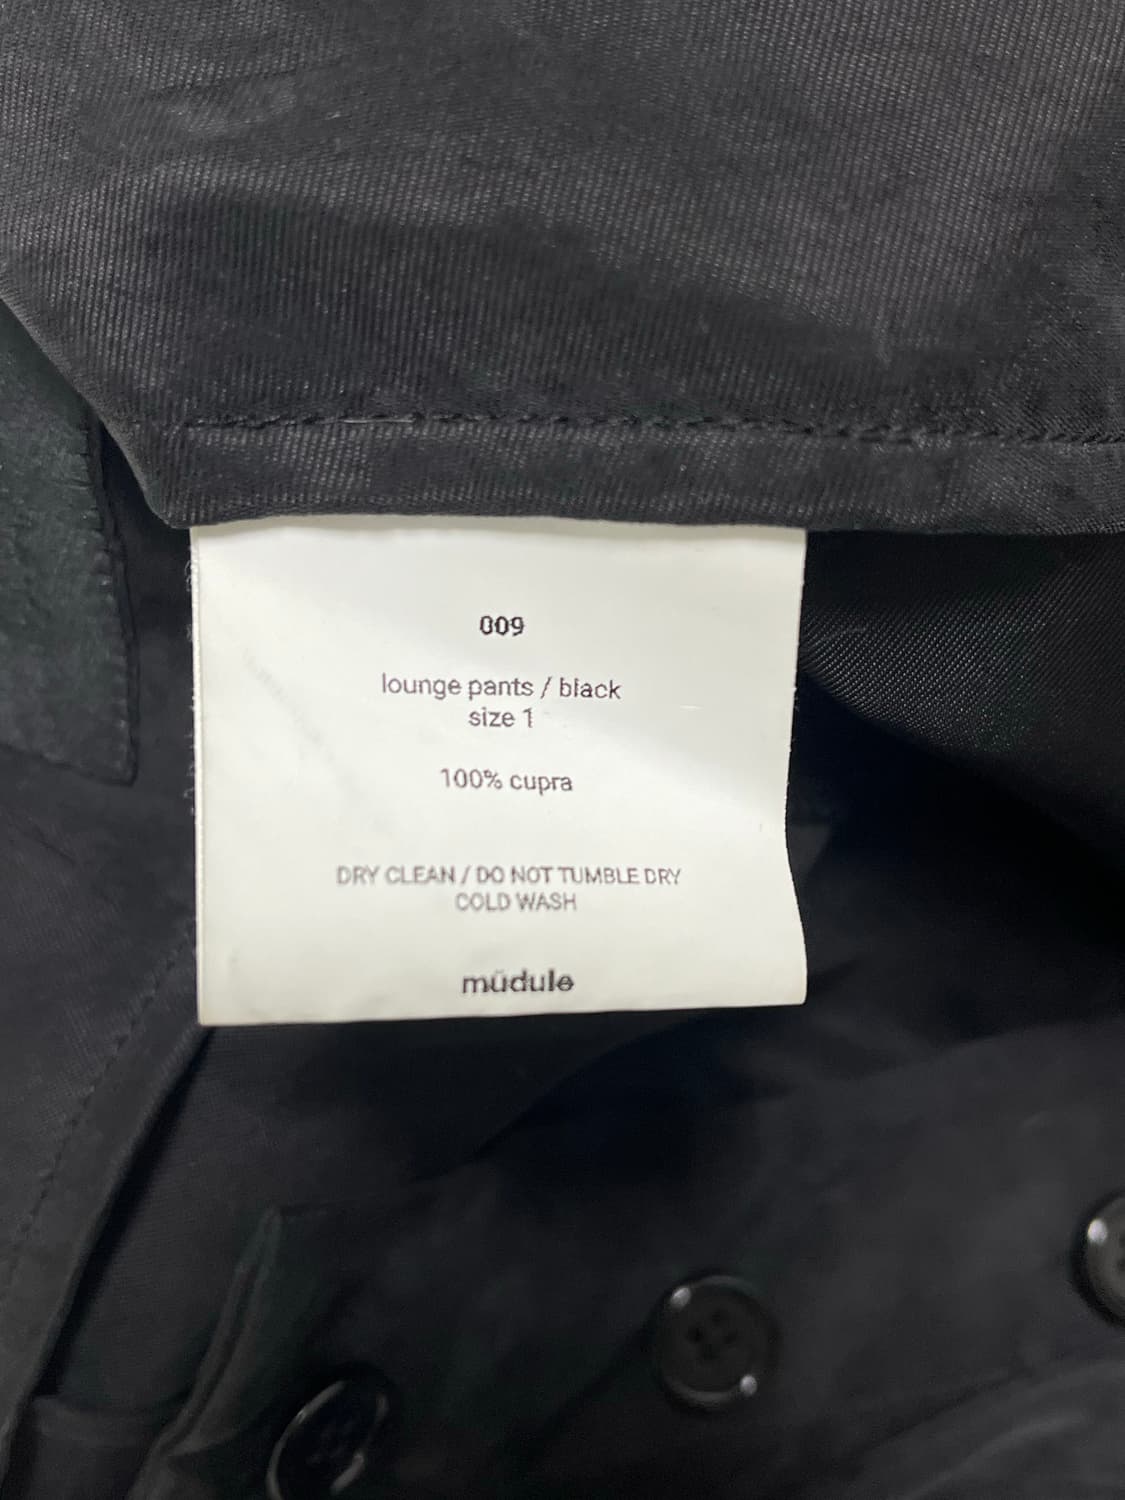 009
lounge pants / black
size 1
100% cupra
DRY CLEAN / DO NOT TUMBLE DRY
COLD WASH
müdule